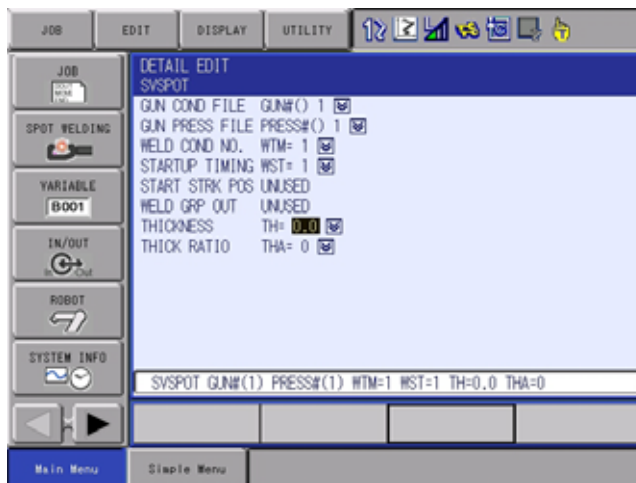 JOB EDIT DISPLAY UTILITY
JOB
DETAIL EDIT
SVSPOT
GUN COND FILE GUN#() 1
GUN PRESS FILE PRESS#() 1
WELD COND NO. WTM= 1
STARTUP TIMING WST= 1
START STRK POS UNUSED
WELD GRP OUT UNUSED
THICKNESS TH= 0.0
THICK RATIO THA= 0
SPOT WELDING
VARIABLE
B001
IN/OUT
In Out
ROBOT
SYSTEM INFO
SVSPOT GUN#(1) PRESS#(1) WTM=1 WST=1 TH=0.0 THA=0
Main Menu Simple Menu